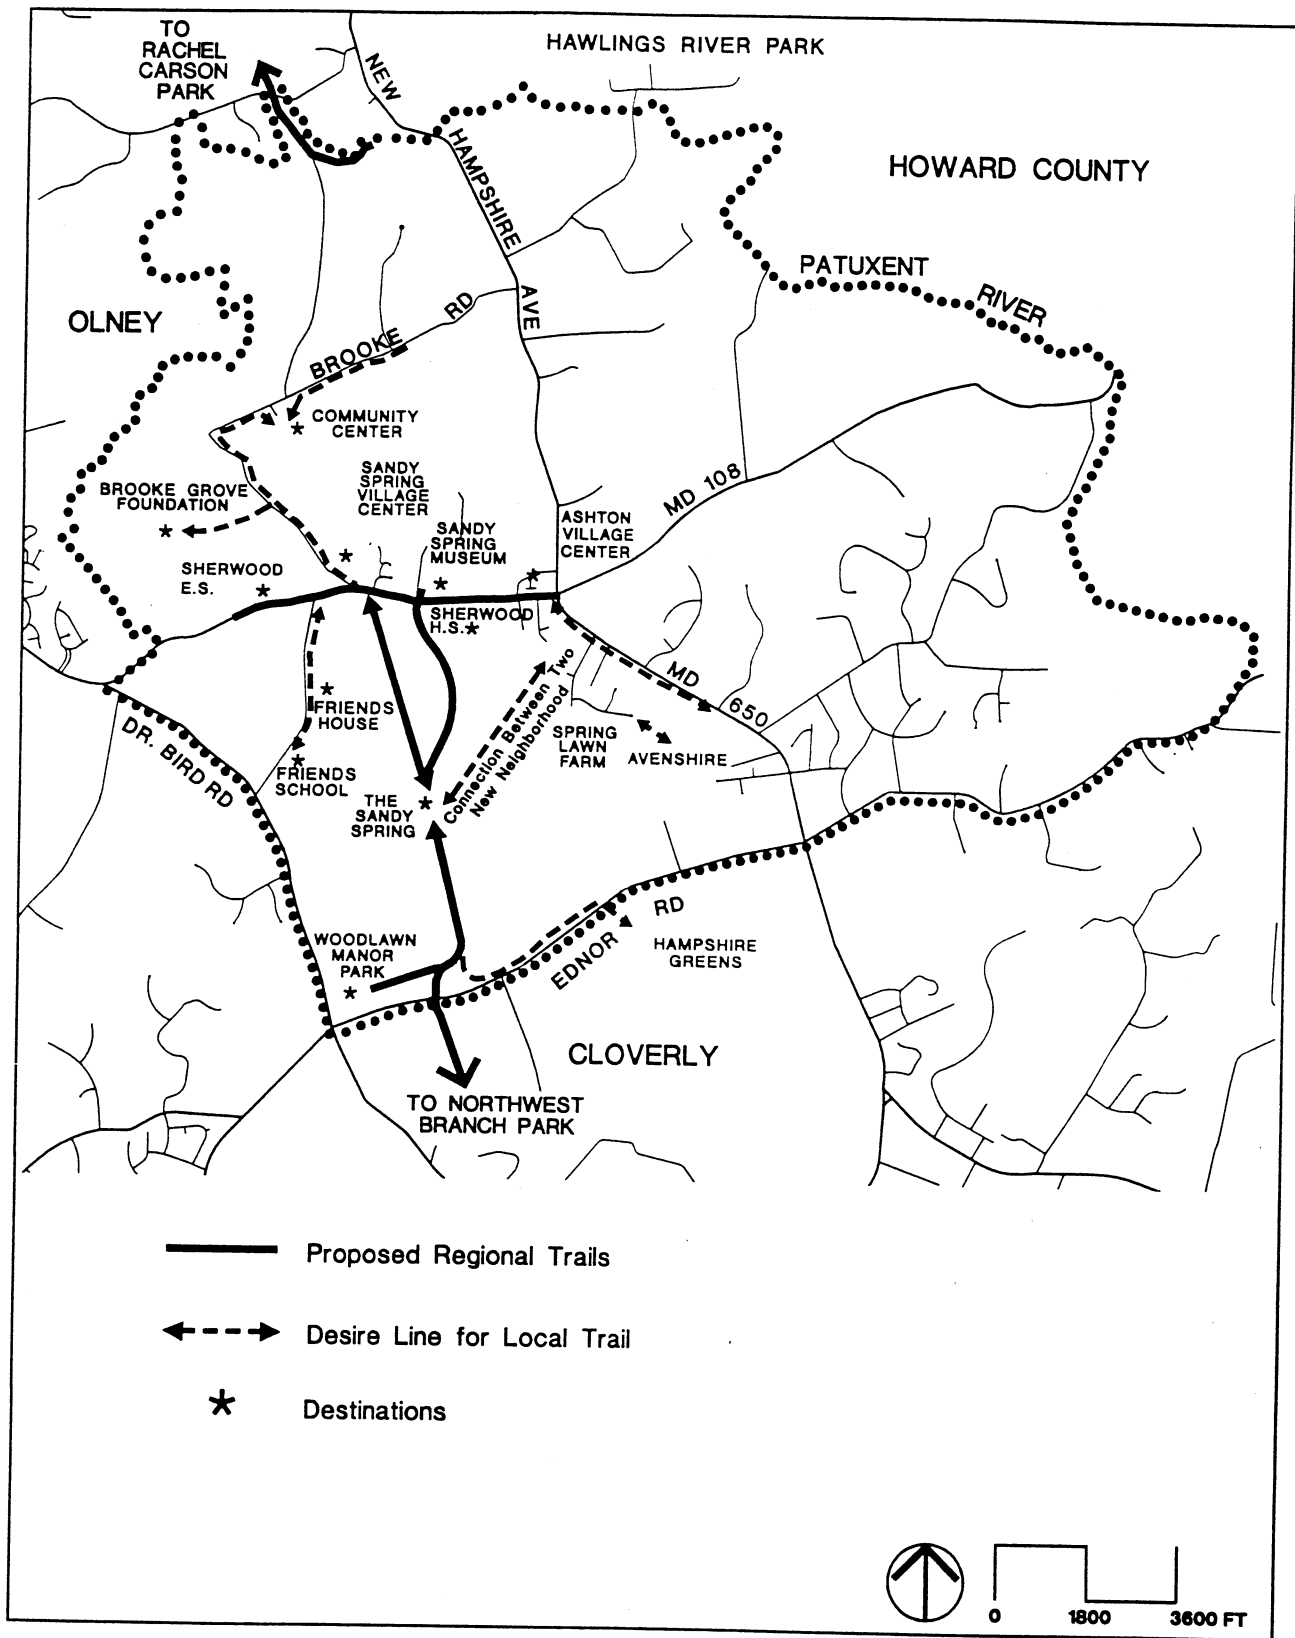 TO
RACHEL
CARSON
PARK
HAWLINGS RIVER PARK
NEW
HAMPSHIRE
AVE
HOWARD COUNTY
PATUXENT
RIVER
OLNEY
BROOKE RD
COMMUNITY
CENTER
SANDY
SPRING
VILLAGE
CENTER
BROOKE GROVE
FOUNDATION
MD 108
SANDY
SPRING
MUSEUM
ASHTON
VILLAGE
CENTER
SHERWOOD
E.S.
SHERWOOD
H.S.
MD 650
FRIENDS
HOUSE
Connection Between Two
New Neighborhood
SPRING
LAWN
FARM
AVENSHIRE
DR. BIRD RD
FRIENDS
SCHOOL
THE
SANDY
SPRING
EDNOR RD
WOODLAWN
MANOR
PARK
HAMPSHIRE
GREENS
CLOVERLY
TO NORTHWEST
BRANCH PARK
Proposed Regional Trails
Desire Line for Local Trail
Destinations
0 1800 3600 FT